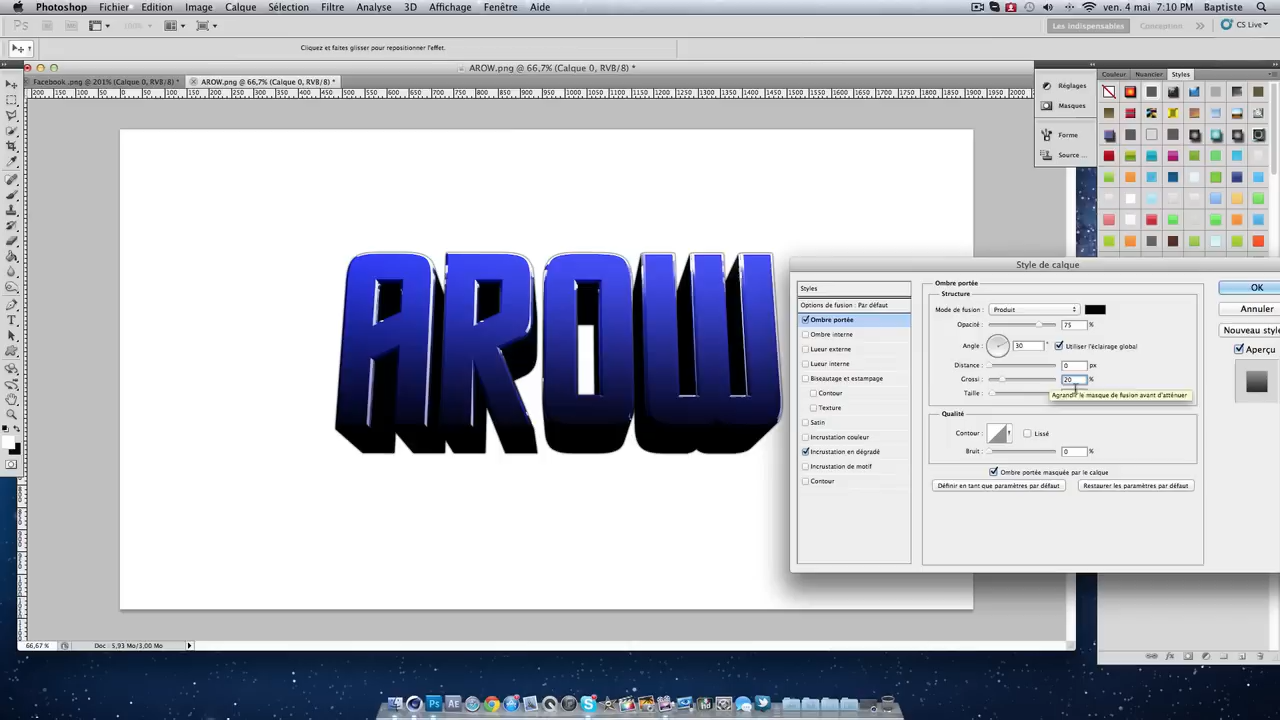 Photoshop Fichier Edition Image Calque Sélection Filtre Analyse 3D Affichage Fenêtre Aide
ven. 4 mai 7:10 PM Baptiste
Les indispensables Conception CS Live
Cliquez et faites glisser pour repositionner l'effet.
AROW.png @ 66,7% (Calque 0, RVB/8) *
Facebook .png @ 201% (Calque 0, RVB/8) *
AROW.png @ 66,7% (Calque 0, RVB/8) *
Couleur Nuancier Styles
Réglages
Masques
Forme
Source ...
AROW
Style de calque
Styles
Options de fusion : Par défaut
Ombre portée
Ombre interne
Lueur externe
Lueur interne
Biseautage et estampage
Contour
Texture
Satin
Incrustation couleur
Incrustation en dégradé
Incrustation de motif
Contour
Ombre portée
Structure
Mode de fusion : Produit
Opacité : 75 %
Angle : 30 ° Utiliser l'éclairage global
Distance : 0 px
Grossi : 20 %
Taille :
Agrandir le masque de fusion avant d'atténuer
Qualité
Contour : Lissé
Bruit : 0 %
Ombre portée masquée par le calque
Définir en tant que paramètres par défaut
Restaurer les paramètres par défaut
OK
Annuler
Nouveau style
Aperçu
66,67% Doc : 5,93 Mo/3,00 Mo